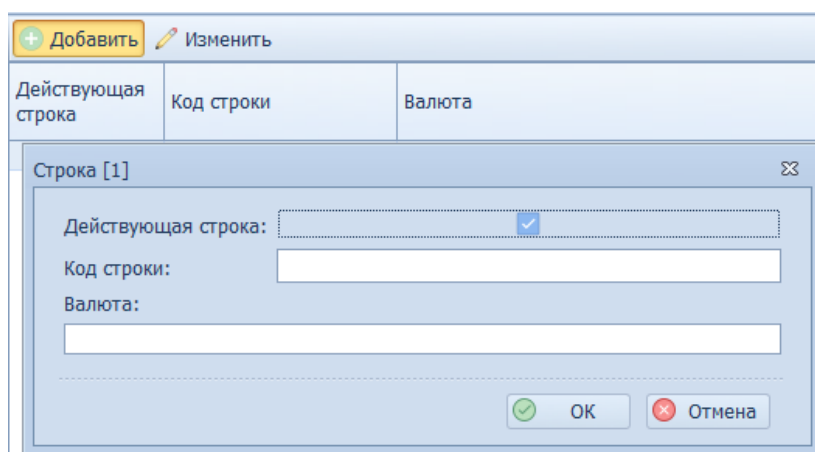 Добавить Изменить
Действующая строка Код строки Валюта
Строка [1]
Действующая строка:
Код строки:
Валюта:
ОК Отмена